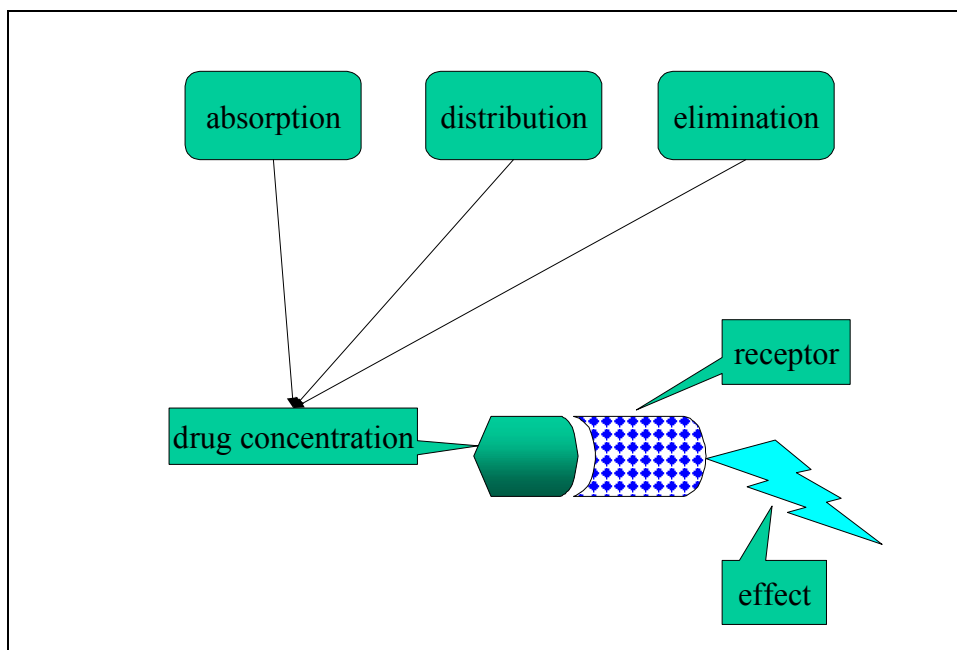 absorption
distribution
elimination
receptor
drug concentration
effect